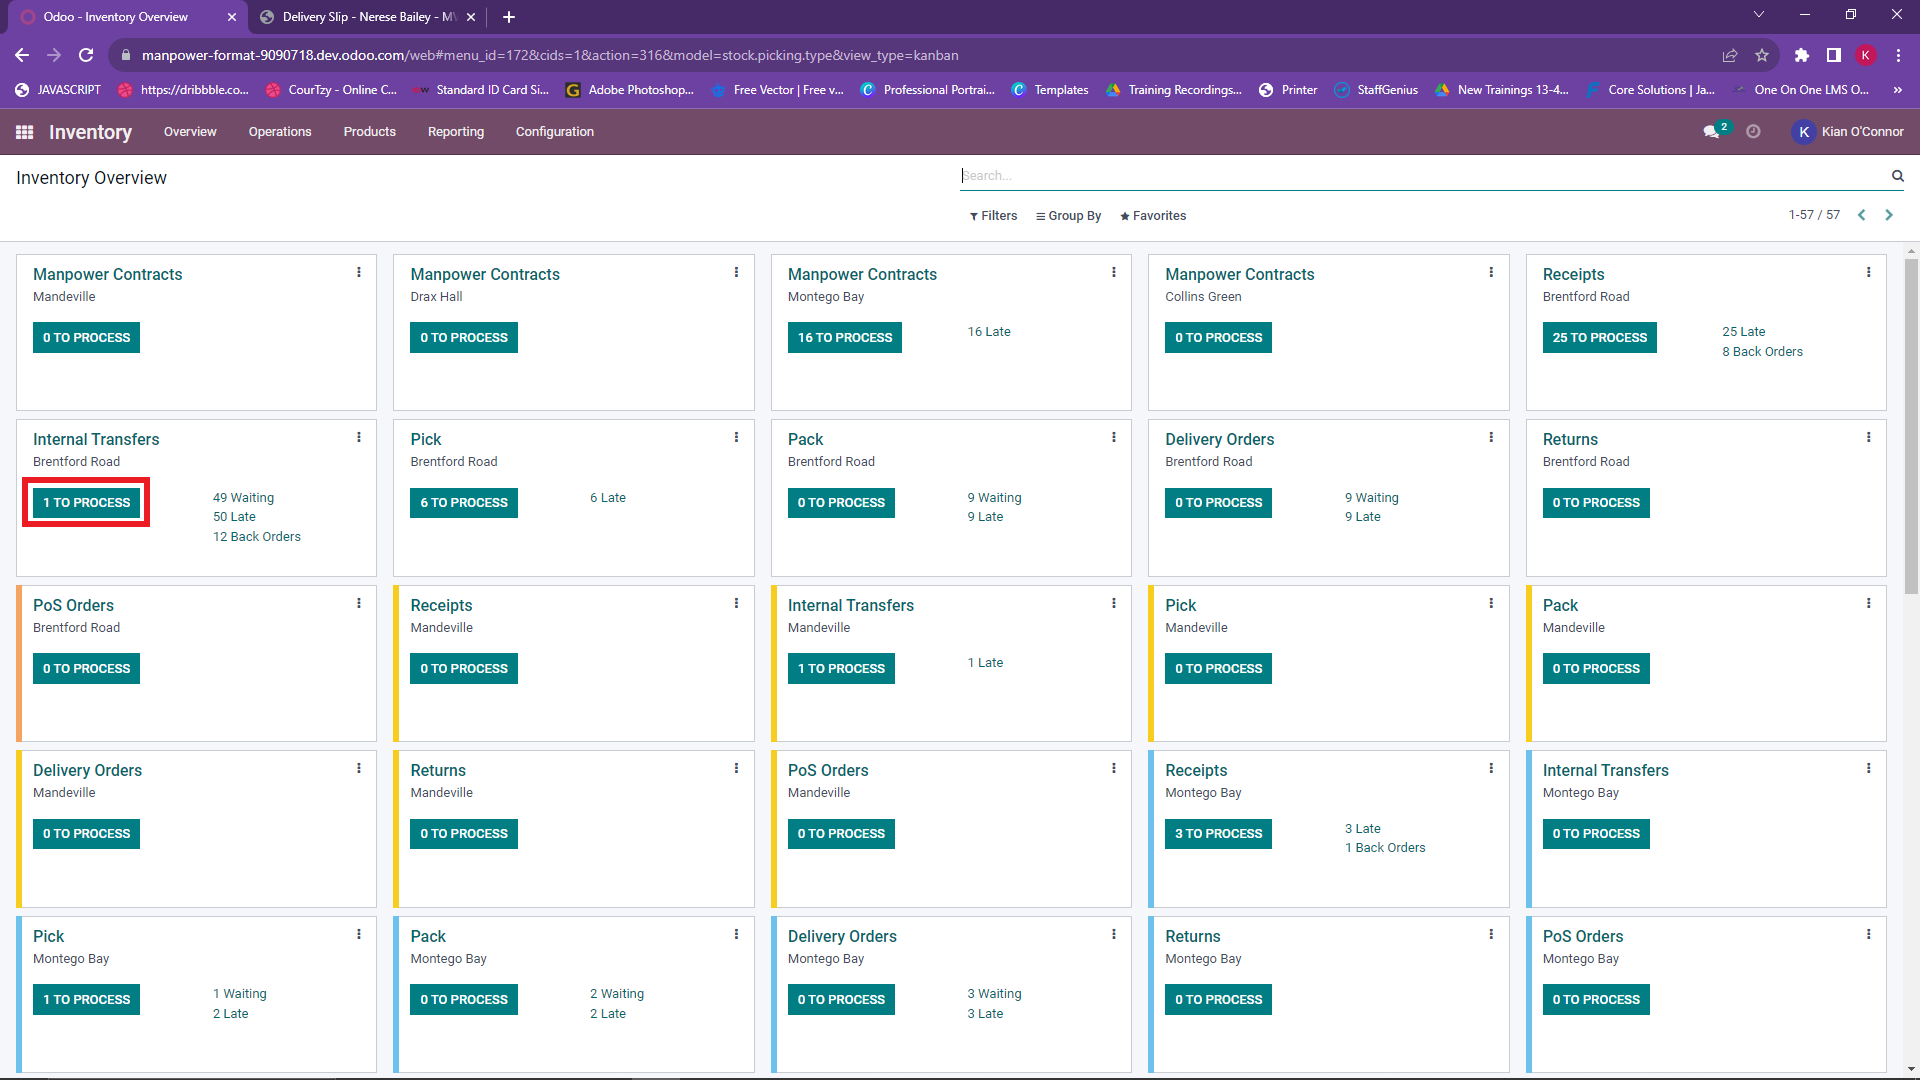 Odoo - Inventory Overview
Delivery Slip - Nerese Bailey - M
manpower-format-9090718.dev.odoo.com/web#menu_id=172&cids=1&action=316&model=stock.picking.type&view_type=kanban
K
JAVASCRIPT
https://dribbble.co...
CourTzy - Online C...
Standard ID Card Si...
Adobe Photoshop...
Free Vector | Free v...
Professional Portrai...
Templates
Training Recordings...
Printer
StaffGenius
New Trainings 13-4...
Core Solutions | Ja...
One On One LMS O...
»
Inventory
Overview
Operations
Products
Reporting
Configuration
2
K
Kian O'Connor
Inventory Overview
Search...
Filters
Group By
Favorites
1-57 / 57
Manpower Contracts
Mandeville
0 TO PROCESS
Manpower Contracts
Drax Hall
0 TO PROCESS
Manpower Contracts
Montego Bay
16 TO PROCESS
16 Late
Manpower Contracts
Collins Green
0 TO PROCESS
Receipts
Brentford Road
25 TO PROCESS
25 Late
8 Back Orders
Internal Transfers
Brentford Road
1 TO PROCESS
49 Waiting
50 Late
12 Back Orders
Pick
Brentford Road
6 TO PROCESS
6 Late
Pack
Brentford Road
0 TO PROCESS
9 Waiting
9 Late
Delivery Orders
Brentford Road
0 TO PROCESS
9 Waiting
9 Late
Returns
Brentford Road
0 TO PROCESS
PoS Orders
Brentford Road
0 TO PROCESS
Receipts
Mandeville
0 TO PROCESS
Internal Transfers
Mandeville
1 TO PROCESS
1 Late
Pick
Mandeville
0 TO PROCESS
Pack
Mandeville
0 TO PROCESS
Delivery Orders
Mandeville
0 TO PROCESS
Returns
Mandeville
0 TO PROCESS
PoS Orders
Mandeville
0 TO PROCESS
Receipts
Montego Bay
3 TO PROCESS
3 Late
1 Back Orders
Internal Transfers
Montego Bay
0 TO PROCESS
Pick
Montego Bay
1 TO PROCESS
1 Waiting
2 Late
Pack
Montego Bay
0 TO PROCESS
2 Waiting
2 Late
Delivery Orders
Montego Bay
0 TO PROCESS
3 Waiting
3 Late
Returns
Montego Bay
0 TO PROCESS
PoS Orders
Montego Bay
0 TO PROCESS